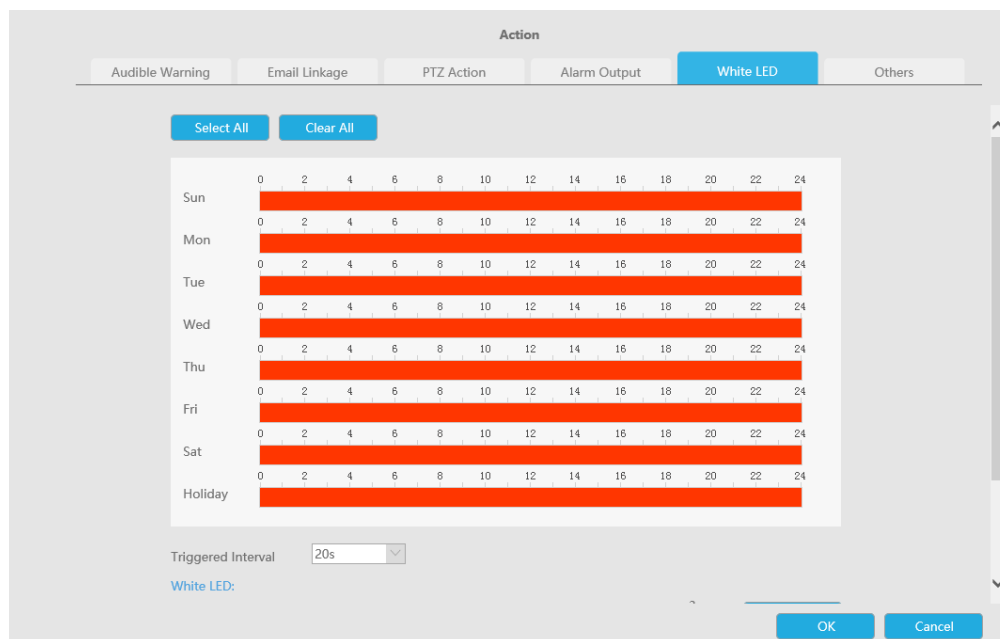 Action
Audible Warning Email Linkage PTZ Action Alarm Output White LED Others
Select All Clear All
0 2 4 6 8 10 12 14 16 18 20 22 24
Sun
0 2 4 6 8 10 12 14 16 18 20 22 24
Mon
0 2 4 6 8 10 12 14 16 18 20 22 24
Tue
0 2 4 6 8 10 12 14 16 18 20 22 24
Wed
0 2 4 6 8 10 12 14 16 18 20 22 24
Thu
0 2 4 6 8 10 12 14 16 18 20 22 24
Fri
0 2 4 6 8 10 12 14 16 18 20 22 24
Sat
0 2 4 6 8 10 12 14 16 18 20 22 24
Holiday
Triggered Interval 20s
White LED:
OK Cancel